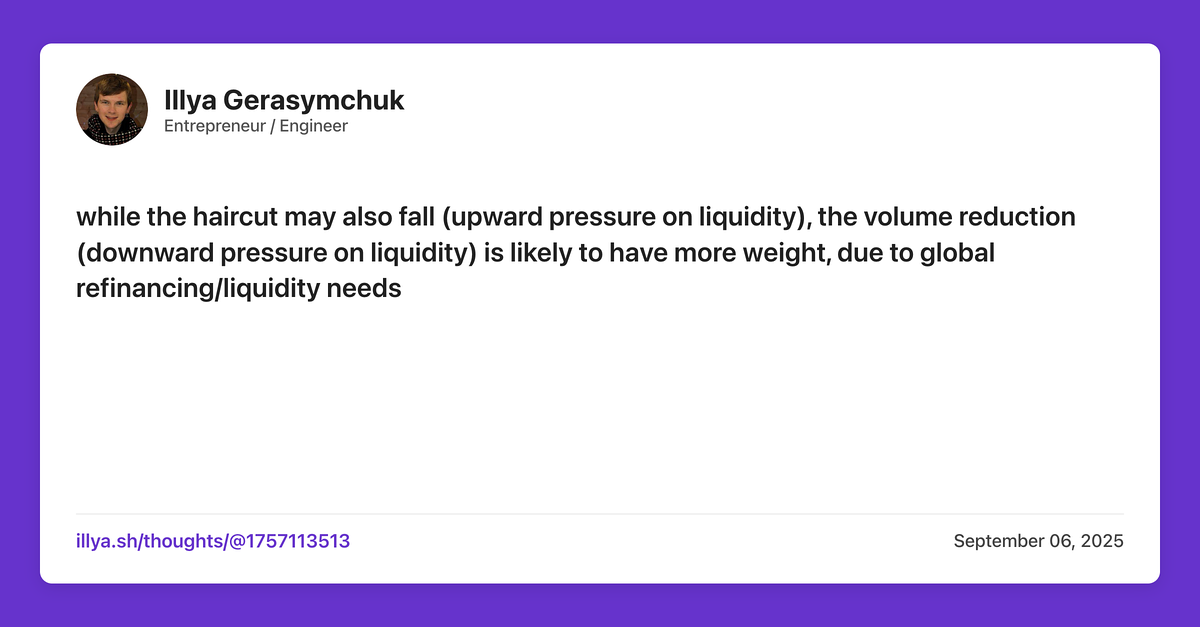 Illya Gerasymchuk
Entrepreneur / Engineer
while the haircut may also fall (upward pressure on liquidity), the volume reduction
(downward pressure on liquidity) is likely to have more weight, due to global
refinancing/liquidity needs
illya.sh/thoughts/@1757113513
September 06, 2025